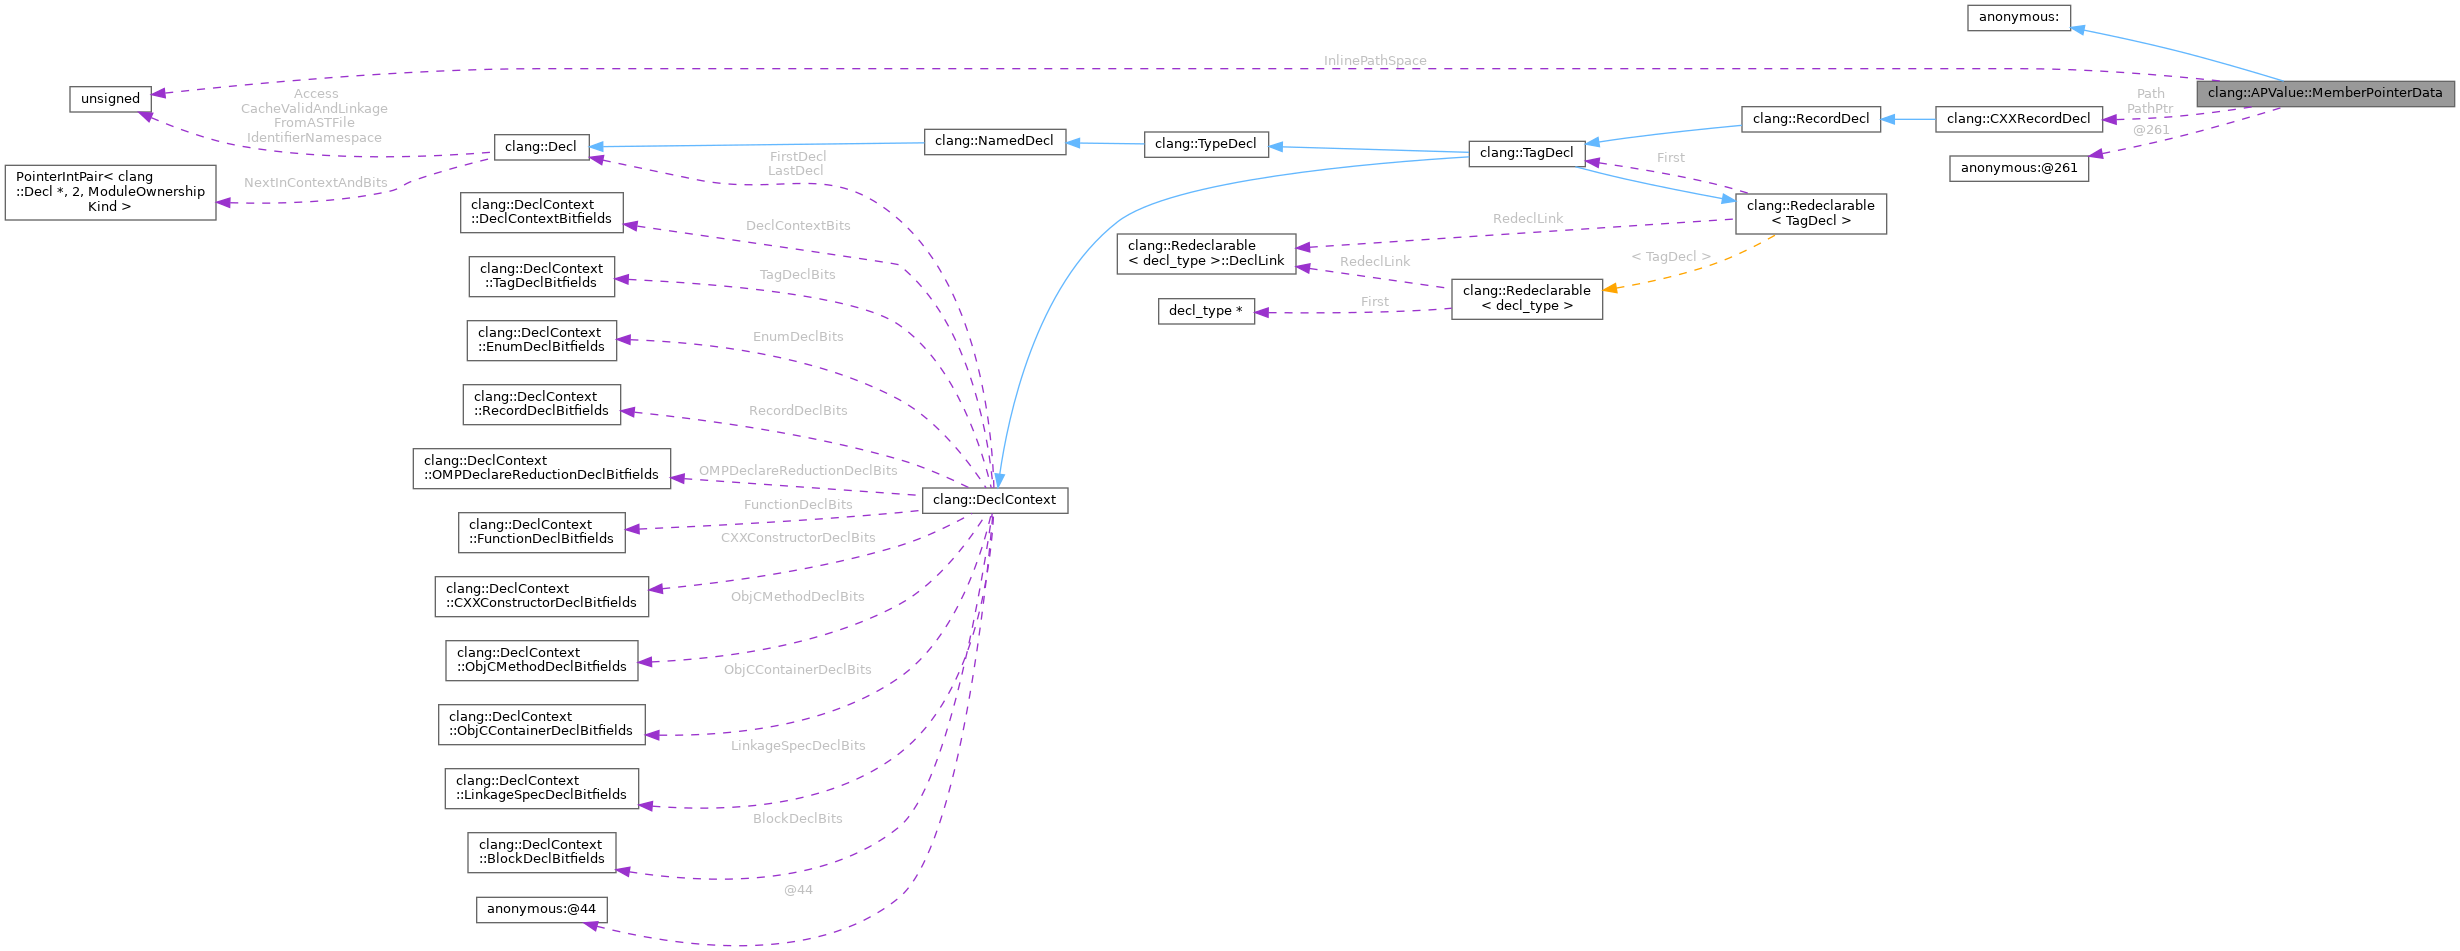 anonymous:
InlinePathSpace
unsigned
Access
CacheValidAndLinkage
FromASTFile
IdentifierNamespace
clang::APValue::MemberPointerData
Path
PathPtr
@261
clang::RecordDecl
clang::CXXRecordDecl
clang::Decl
clang::NamedDecl
clang::TypeDecl
clang::TagDecl
First
anonymous:@261
FirstDecl
LastDecl
PointerIntPair< clang
::Decl *, 2, ModuleOwnership
Kind >
NextInContextAndBits
clang::DeclContext
::DeclContextBitfields
DeclContextBits
clang::Redeclarable
< TagDecl >
RedeclLink
clang::Redeclarable
< decl_type >::DeclLink
RedeclLink
< TagDecl >
clang::DeclContext
::TagDeclBitfields
TagDeclBits
clang::Redeclarable
< decl_type >
First
decl_type *
clang::DeclContext
::EnumDeclBitfields
EnumDeclBits
clang::DeclContext
::RecordDeclBitfields
RecordDeclBits
clang::DeclContext
::OMPDeclareReductionDeclBitfields
OMPDeclareReductionDeclBits
clang::DeclContext
clang::DeclContext
::FunctionDeclBitfields
FunctionDeclBits
CXXConstructorDeclBits
clang::DeclContext
::CXXConstructorDeclBitfields
ObjCMethodDeclBits
clang::DeclContext
::ObjCMethodDeclBitfields
ObjCContainerDeclBits
clang::DeclContext
::ObjCContainerDeclBitfields
LinkageSpecDeclBits
clang::DeclContext
::LinkageSpecDeclBitfields
BlockDeclBits
clang::DeclContext
::BlockDeclBitfields
@44
anonymous:@44